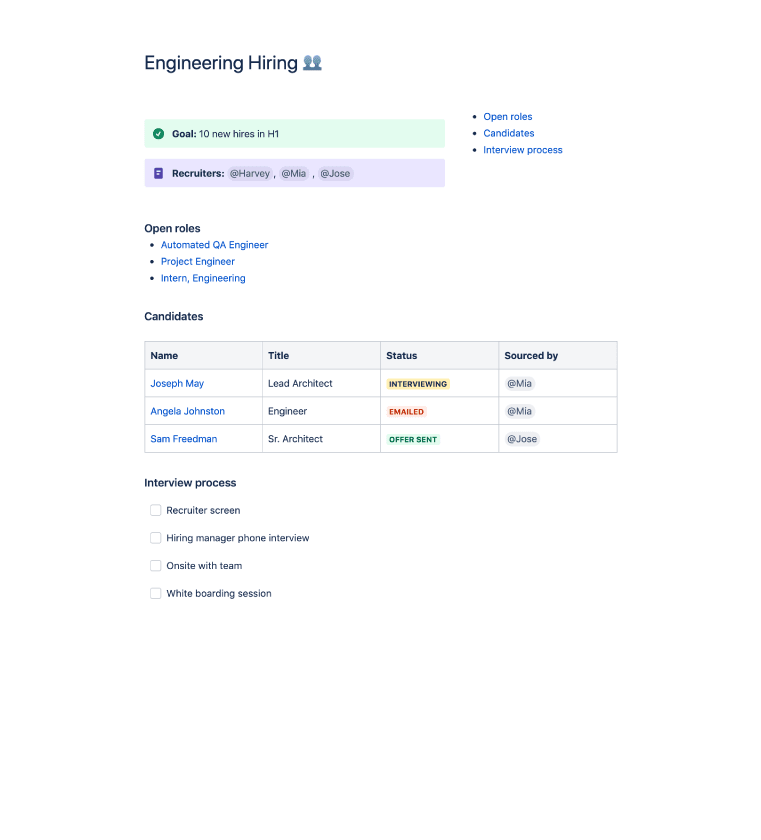 Engineering Hiring 👥
Goal: 10 new hires in H1
Recruiters: @Harvey , @Mia , @Jose
Open roles
Candidates
Interview process
Open roles
Automated QA Engineer
Project Engineer
Intern, Engineering
Candidates
Name Title Status Sourced by
Joseph May Lead Architect INTERVIEWING @Mia
Angela Johnston Engineer EMAILED @Mia
Sam Freedman Sr. Architect OFFER SENT @Jose
Interview process
Recruiter screen
Hiring manager phone interview
Onsite with team
White boarding session